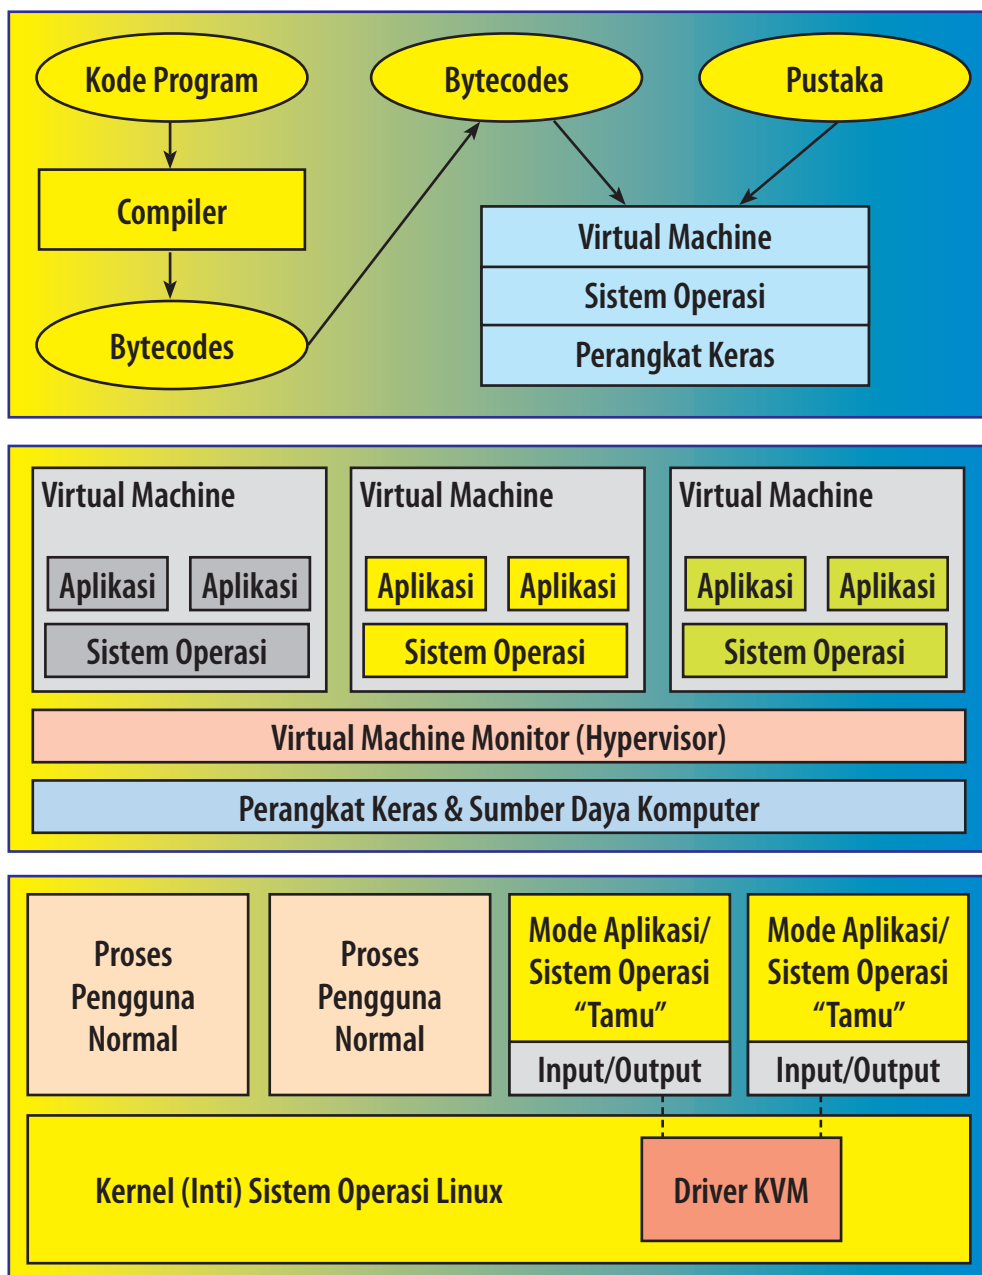 Kode Program
Bytecodes
Pustaka
Compiler
Virtual Machine
Sistem Operasi
Bytecodes
Perangkat Keras
Virtual Machine
Aplikasi
Aplikasi
Sistem Operasi
Virtual Machine
Aplikasi
Aplikasi
Sistem Operasi
Virtual Machine
Aplikasi
Aplikasi
Sistem Operasi
Virtual Machine Monitor (Hypervisor)
Perangkat Keras & Sumber Daya Komputer
Proses
Pengguna
Normal
Proses
Pengguna
Normal
Mode Aplikasi/
Sistem Operasi
“Tamu”
Input/Output
Mode Aplikasi/
Sistem Operasi
“Tamu”
Input/Output
Kernel (Inti) Sistem Operasi Linux
Driver KVM